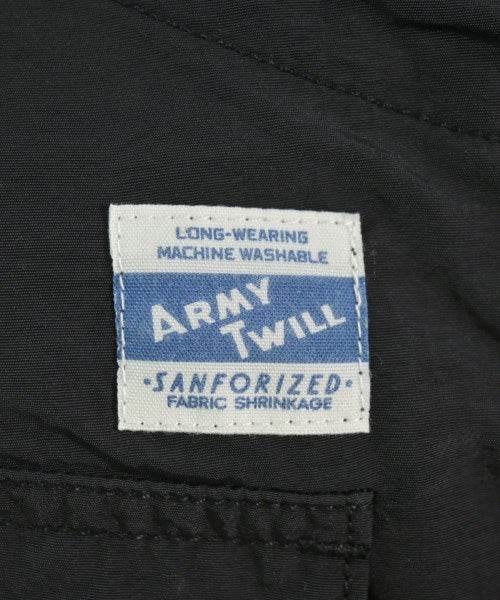 LONG-WEARING
MACHINE WASHABLE
ARMY
TWILL
·SANFORIZED·
FABRIC SHRINKAGE